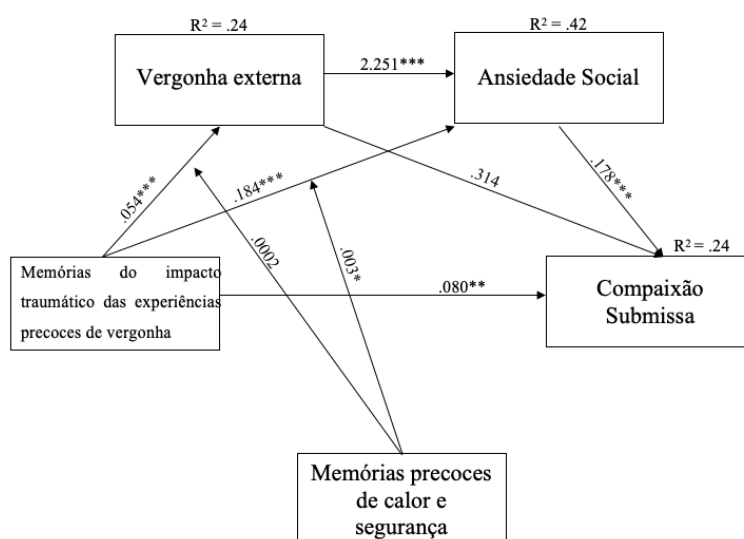 R² = .24
R² = .42
Vergonha externa
2.251***
Ansiedade Social
.054***
.184***
.314
.178***
.0002
.003*
R² = .24
Memórias do impacto
traumático das experiências
precoces de vergonha
.080**
Compaixão
Submissa
Memórias precoces
de calor e
segurança